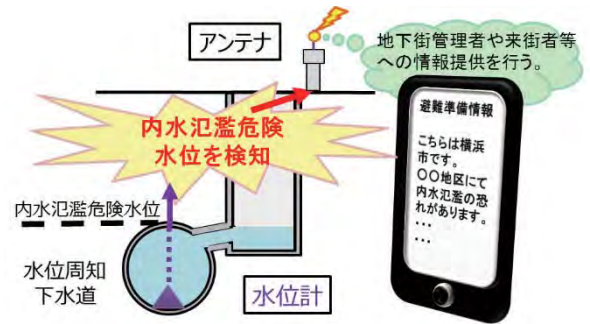 アンテナ
地下街管理者や来街者等
への情報提供を行う。
内水氾濫危険
水位を検知
避難準備情報
こちらは横浜
市です。
〇〇地区にて
内水氾濫の恐
れがあります。
…
…
内水氾濫危険水位
水位周知
下水道
水位計